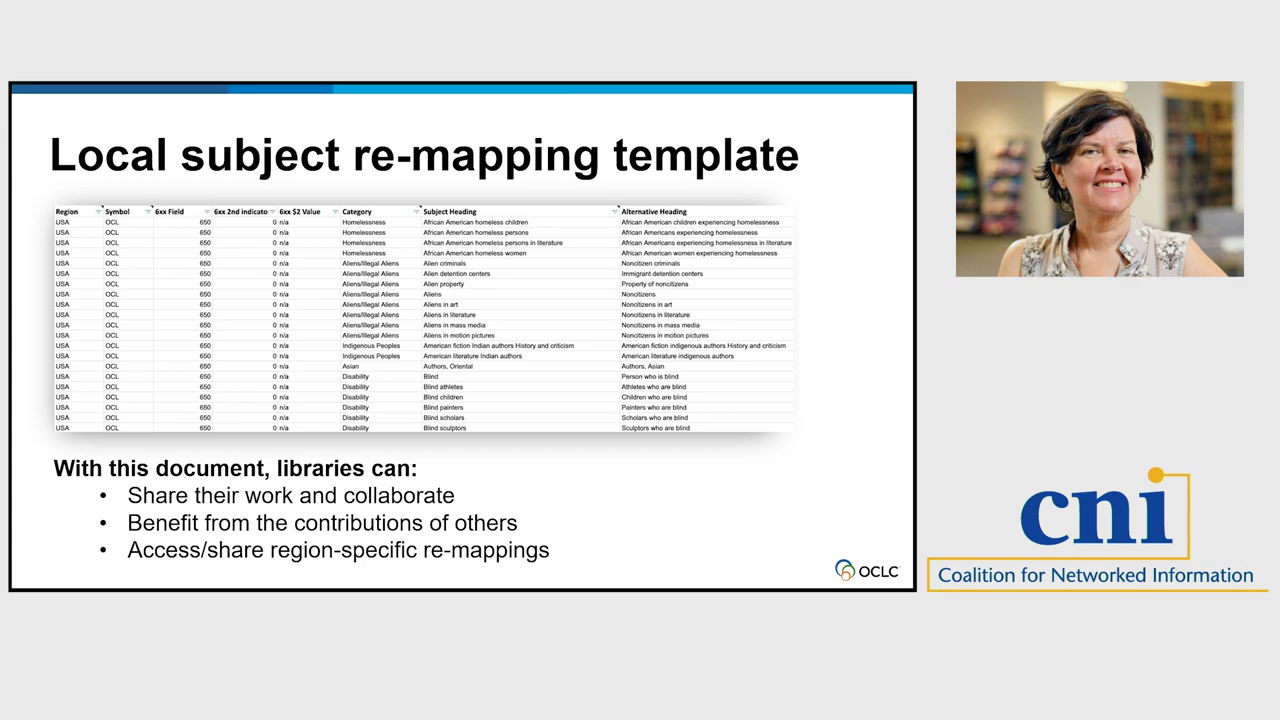 Local subject re-mapping template
Region Symbol 6xx Field 6xx 2nd indicato 6xx $2 Value Category Subject Heading Alternative Heading
USA OCL 650 0 n/a Homelessness African American homeless children African American children experiencing homelessness
USA OCL 650 0 n/a Homelessness African American homeless persons African Americans experiencing homelessness
USA OCL 650 0 n/a Homelessness African American homeless persons in literature African Americans experiencing homelessness in literature
USA OCL 650 0 n/a Homelessness African American homeless women African American women experiencing homelessness
USA OCL 650 0 n/a Aliens/Illegal Aliens Alien criminals Noncitizen criminals
USA OCL 650 0 n/a Aliens/Illegal Aliens Alien detention centers Immigrant detention centers
USA OCL 650 0 n/a Aliens/Illegal Aliens Alien property Property of noncitizens
USA OCL 650 0 n/a Aliens/Illegal Aliens Aliens Noncitizens
USA OCL 650 0 n/a Aliens/Illegal Aliens Aliens in art Noncitizens in art
USA OCL 650 0 n/a Aliens/Illegal Aliens Aliens in literature Noncitizens in literature
USA OCL 650 0 n/a Aliens/Illegal Aliens Aliens in mass media Noncitizens in mass media
USA OCL 650 0 n/a Aliens/Illegal Aliens Aliens in motion pictures Noncitizens in motion pictures
USA OCL 650 0 n/a Indigenous Peoples American fiction Indian authors History and criticism American fiction indigenous authors History and criticism
USA OCL 650 0 n/a Indigenous Peoples American literature Indian authors American literature indigenous authors
USA OCL 650 0 n/a Asian Authors, Oriental Authors, Asian
USA OCL 650 0 n/a Disability Blind Person who is blind
USA OCL 650 0 n/a Disability Blind athletes Athletes who are blind
USA OCL 650 0 n/a Disability Blind children Children who are blind
USA OCL 650 0 n/a Disability Blind painters Painters who are blind
USA OCL 650 0 n/a Disability Blind scholars Scholars who are blind
USA OCL 650 0 n/a Disability Blind sculptors Sculptors who are blind
With this document, libraries can:
• Share their work and collaborate
• Benefit from the contributions of others
• Access/share region-specific re-mappings
OCLC
cni
Coalition for Networked Information